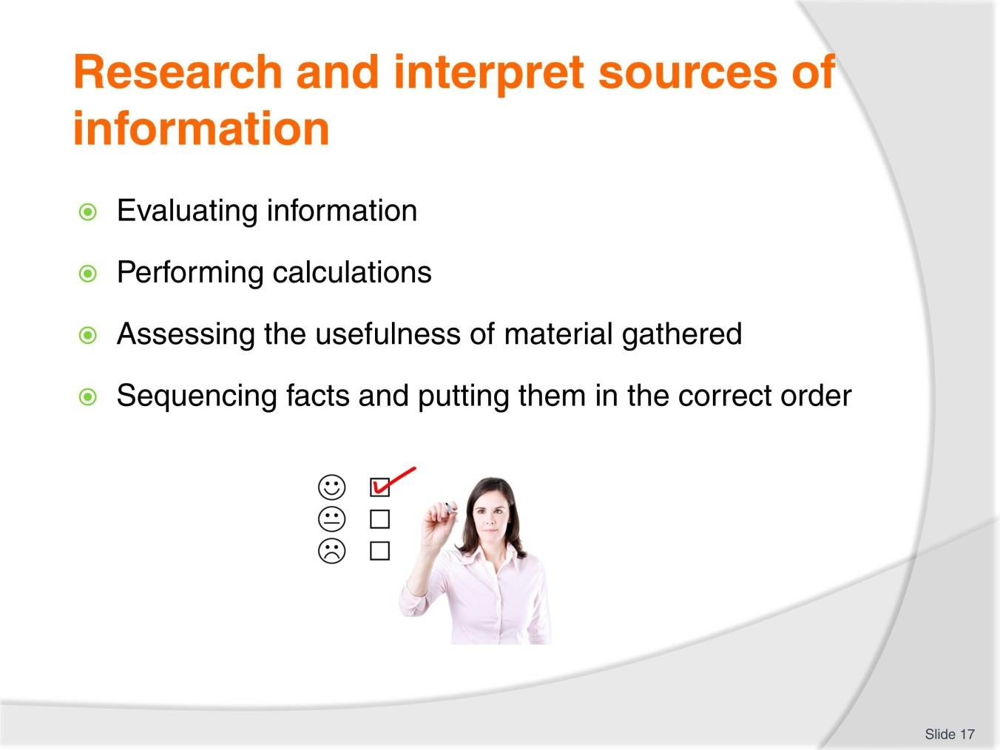 Research and interpret sources of
information
Evaluating information
Performing calculations
Assessing the usefulness of material gathered
Sequencing facts and putting them in the correct order
Slide 17